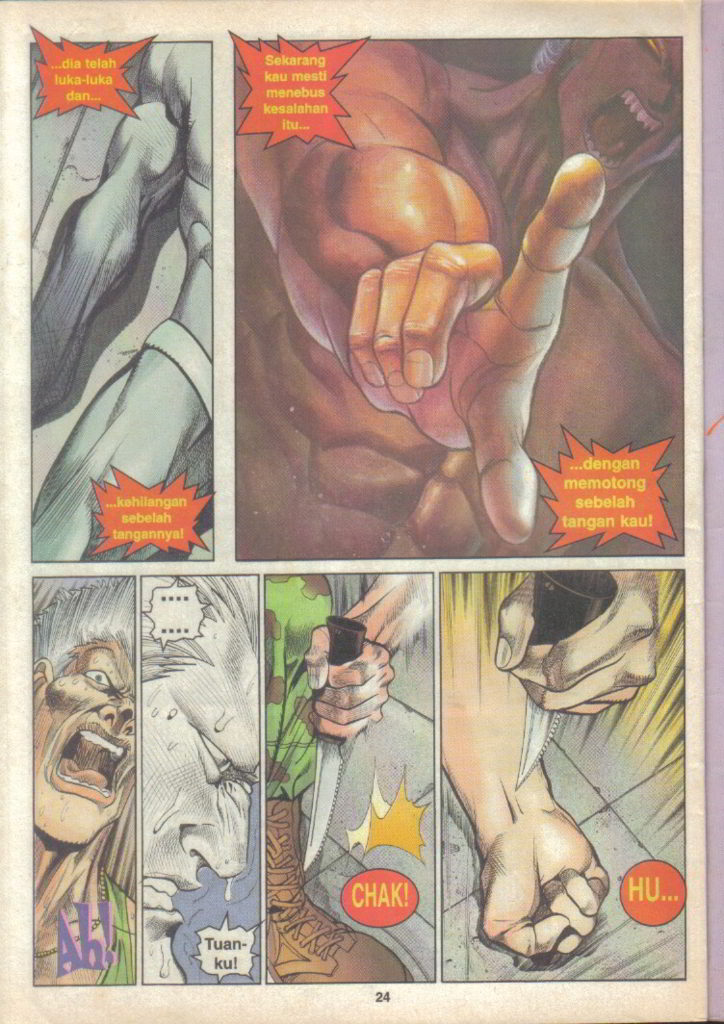 ...dia telah
luka-luka
dan...
...kehilangan
sebelah
tangannya!
Sekarang
kau mesti
menebus
kesalahan
itu...
...dengan
memotong
sebelah
tangan kau!
Ah!
....
....
Tuan-
ku!
CHAK!
HU...
24